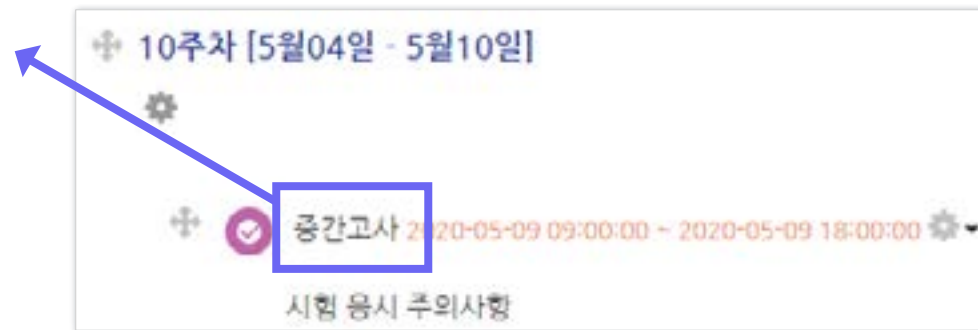 10주차 [5월04일 - 5월10일]
중간고사 2020-05-09 09:00:00 ~ 2020-05-09 18:00:00
시험 응시 주의사항